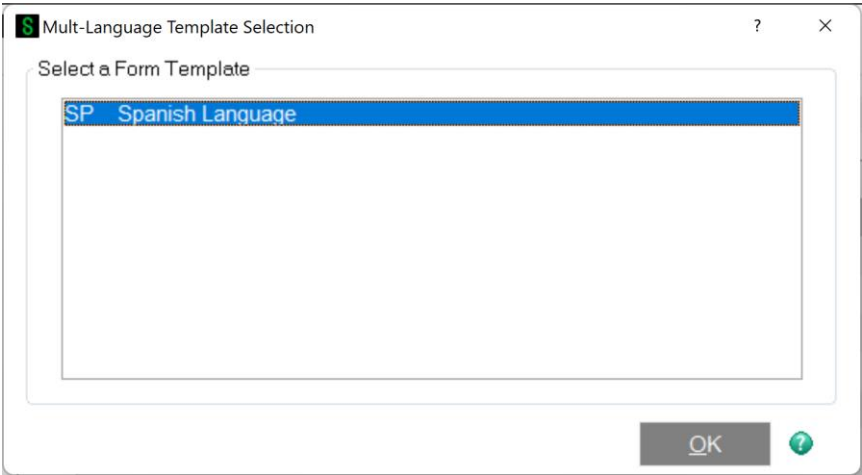 S Mult-Language Template Selection ? ×
Select a Form Template
SP Spanish Language
OK ?